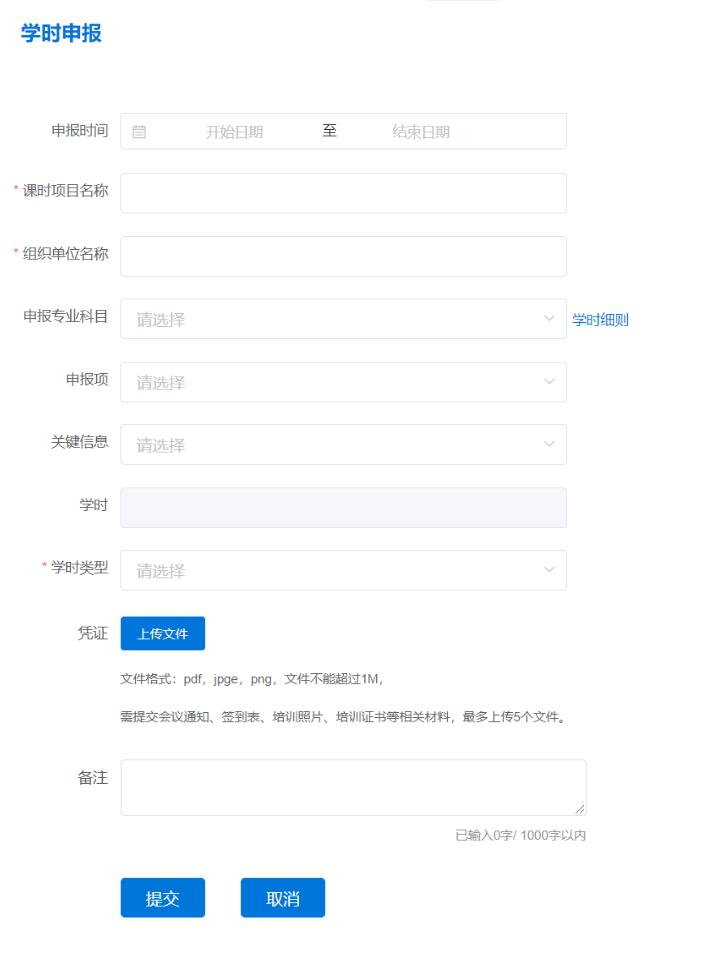 学时申报
申报时间 开始日期 至 结束日期
* 课时项目名称
* 组织单位名称
申报专业科目 请选择 学时细则
申报项 请选择
关键信息 请选择
学时
* 学时类型 请选择
凭证 上传文件
文件格式：pdf，jpge，png，文件不能超过1M，
需提交会议通知、签到表、培训照片、培训证书等相关材料，最多上传5个文件。
备注
已输入0字/ 1000字以内
提交 取消